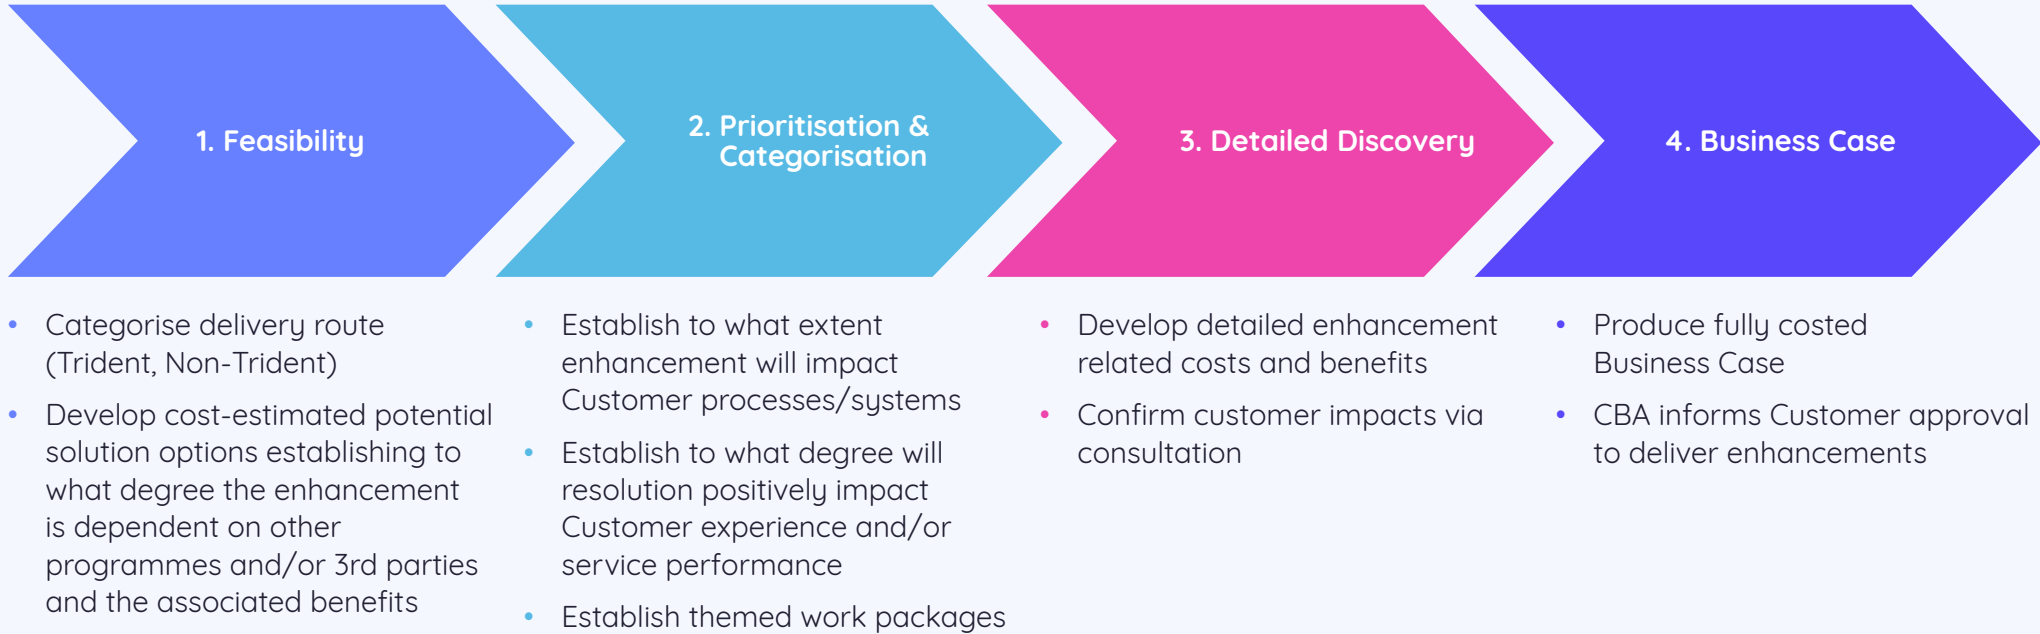 1. Feasibility
2. Prioritisation &
Categorisation
3. Detailed Discovery
4. Business Case
• Categorise delivery route
(Trident, Non-Trident)
• Develop cost-estimated potential
solution options establishing to
what degree the enhancement
is dependent on other
programmes and/or 3rd parties
and the associated benefits
• Establish to what extent
enhancement will impact
Customer processes/systems
• Establish to what degree will
resolution positively impact
Customer experience and/or
service performance
• Establish themed work packages
• Develop detailed enhancement
related costs and benefits
• Confirm customer impacts via
consultation
• Produce fully costed
Business Case
• CBA informs Customer approval
to deliver enhancements